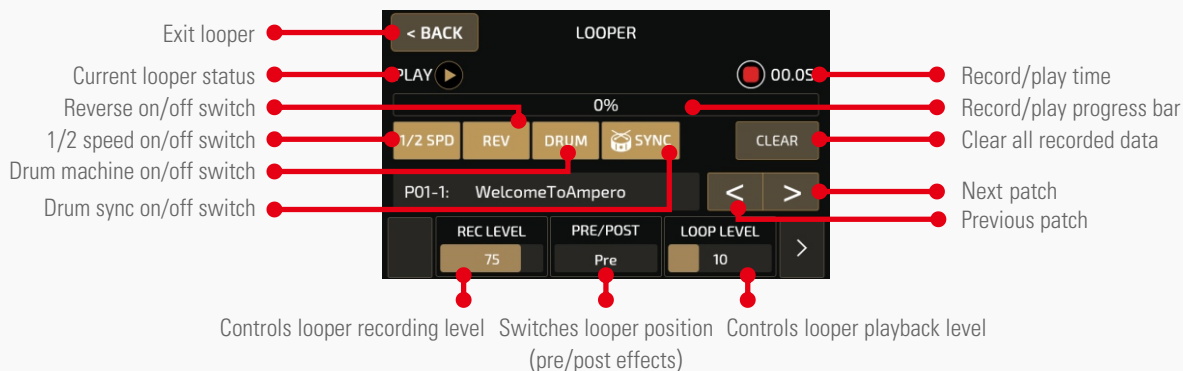 Exit looper
Current looper status
Reverse on/off switch
1/2 speed on/off switch
Drum machine on/off switch
Drum sync on/off switch
< BACK
LOOPER
PLAY
00.0S
0%
1/2 SPD
REV
DRUM
SYNC
CLEAR
P01-1: WelcomeToAmpero
<
>
REC LEVEL
75
PRE/POST
Pre
LOOP LEVEL
10
>
Record/play time
Record/play progress bar
Clear all recorded data
Next patch
Previous patch
Controls looper recording level
Switches looper position
(pre/post effects)
Controls looper playback level